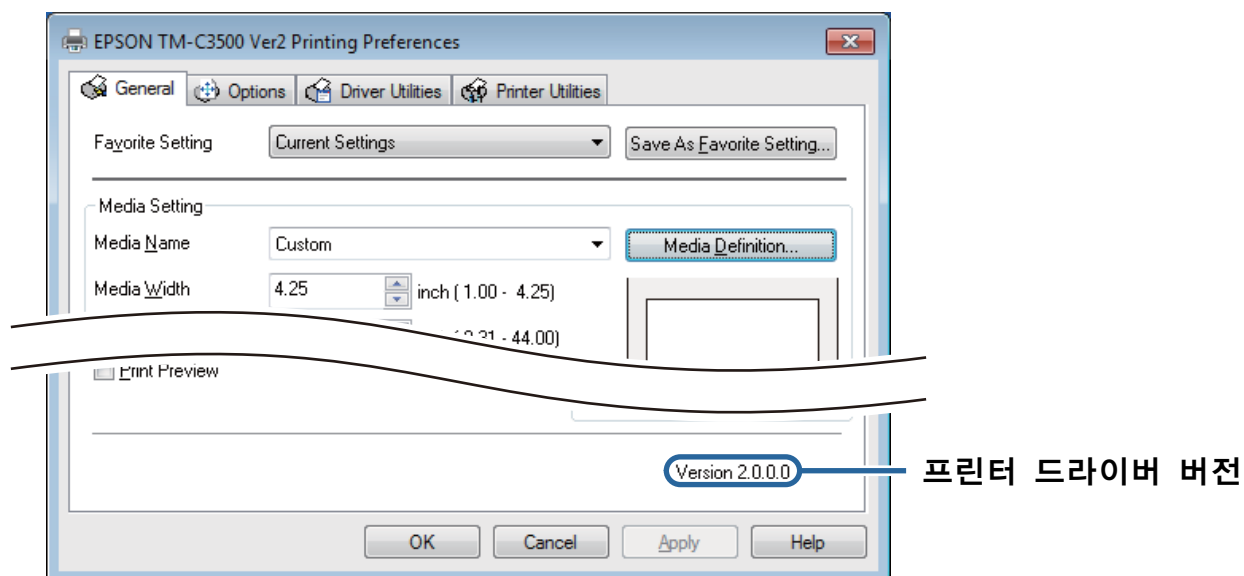 EPSON TM-C3500 Ver2 Printing Preferences
General Options Driver Utilities Printer Utilities
Favorite Setting Current Settings Save As Favorite Setting...
Media Setting
Media Name Custom Media Definition...
Media Width 4.25 inch ( 1.00 - 4.25)
- 44.00)
Print Preview
Version 2.0.0.0 프린터 드라이버 버전
OK Cancel Apply Help